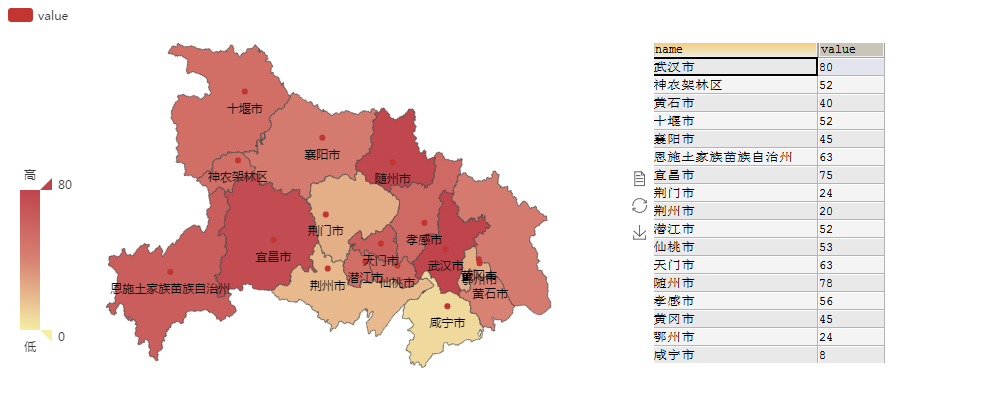 value
十堰市
襄阳市
神农架林区
随州市
高
80
荆门市
孝感市
宜昌市
天门市
武汉市
潜江市
仙桃市
鄂州市
恩施土家族苗族自治州
荆州市
黄石市
咸宁市
0
低
name value
武汉市 80
神农架林区 52
黄石市 40
十堰市 52
襄阳市 45
恩施土家族苗族自治州 63
宜昌市 75
荆门市 24
荆州市 20
潜江市 52
仙桃市 53
天门市 63
随州市 78
孝感市 56
黄冈市 45
鄂州市 24
咸宁市 8